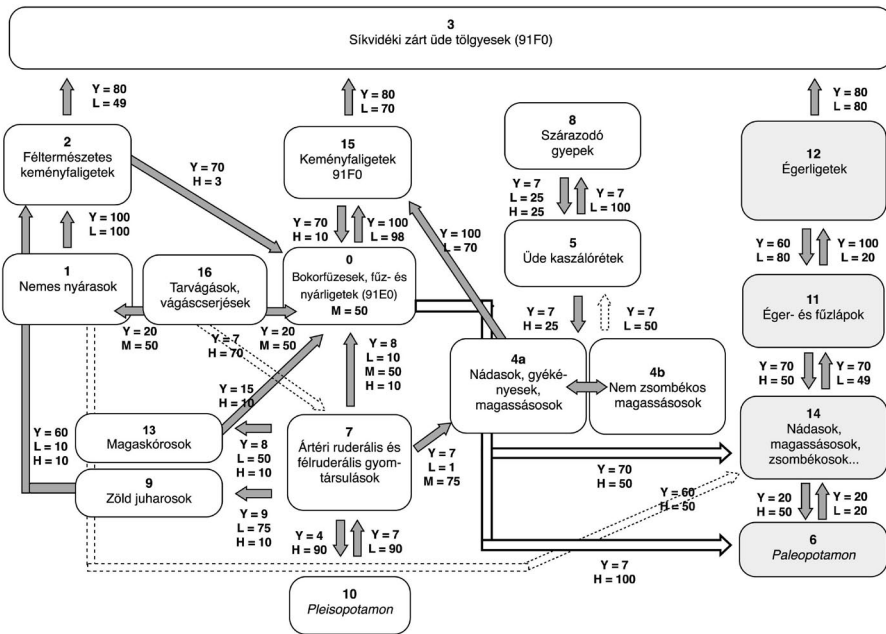 3
Síkvidéki zárt üde tölgyesek (91F0)
Y = 80
L = 49
Y = 80
L = 70
Y = 80
L = 80
2
Féltermészetes
keményfaligetek
15
Keményfaligetek
91F0
8
Szárazodó
gyepek
12
Égerligetek
Y = 70
H = 3
Y = 100
L = 100
Y = 70
H = 10
Y = 100
L = 98
Y = 100
L = 70
Y = 7
L = 25
H = 25
Y = 7
L = 100
Y = 60
L = 80
Y = 100
L = 20
1
Nemes nyárasok
16
Tarvágások,
vágáscserjések
0
Bokorfüzesek, fűz- és
nyárligetek (91E0)
M = 50
5
Üde kaszálórétek
11
Éger- és fűzlápok
Y = 20
M = 50
Y = 7
H = 70
Y = 20
M = 50
Y = 8
L = 10
M = 50
H = 10
Y = 7
H = 25
Y = 7
L = 50
Y = 70
H = 50
Y = 70
L = 49
4a
Nádasok, gyéké-
nyesek,
magassásosok
4b
Nem zsombékos
magassásosok
14
Nádasok,
magassásosok,
zsombékosok...
Y = 15
H = 10
13
Magaskórosok
7
Ártéri ruderális és
félruderális gyom-
társulások
Y = 60
L = 10
H = 10
Y = 8
L = 50
H = 10
Y = 7
L = 1
M = 75
9
Zöld juharosok
Y = 70
H = 50
Y = 60
H = 50
Y = 20
H = 50
Y = 20
L = 20
Y = 9
L = 75
H = 10
Y = 4
H = 90
Y = 7
L = 90
6
Paleopotamon
Y = 7
H = 100
10
Pleisopotamon